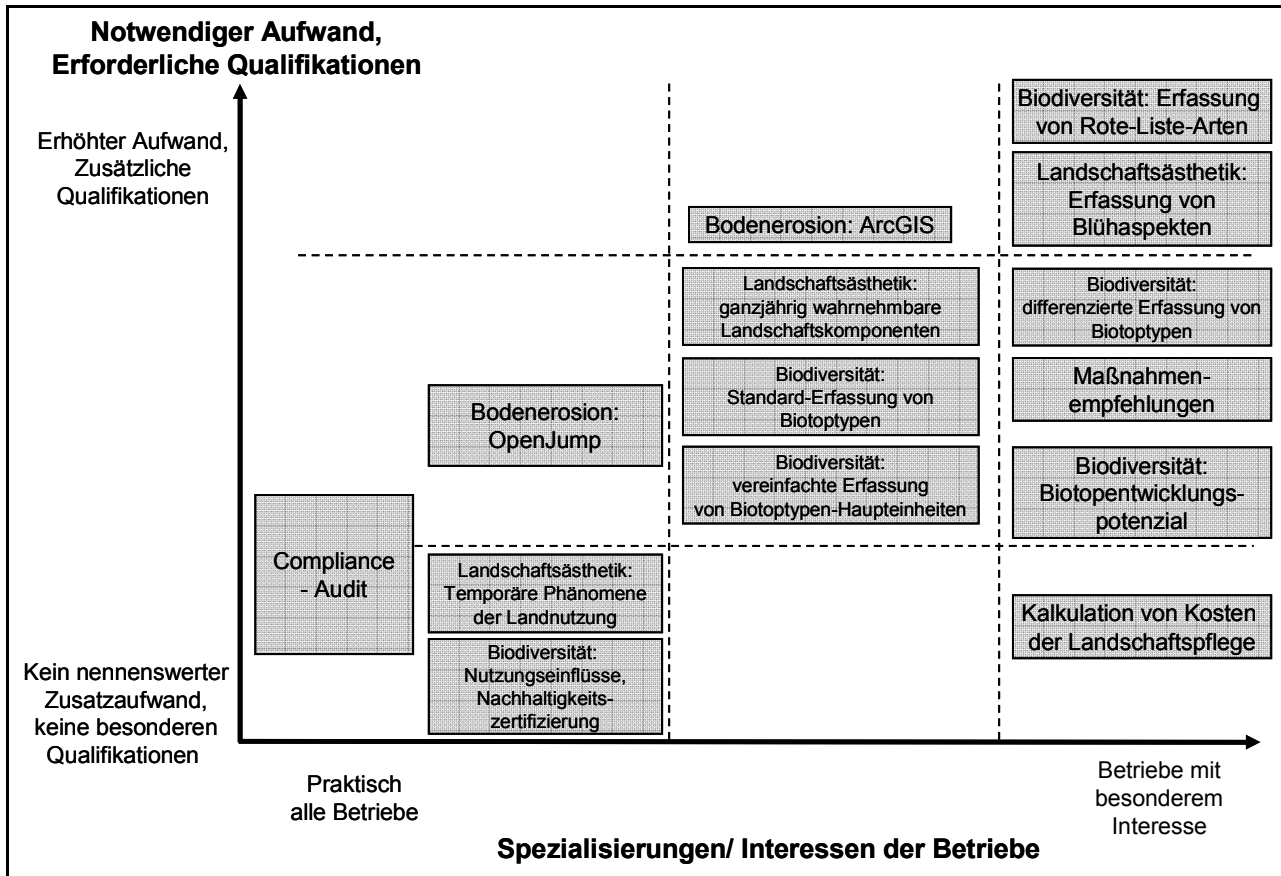 Notwendiger Aufwand,
Erforderliche Qualifikationen
Erhöhter Aufwand,
Zusätzliche
Qualifikationen
Biodiversität: Erfassung
von Rote-Liste-Arten
Landschaftsästhetik:
Erfassung von
Blühaspekten
Bodenerosion: ArcGIS
Landschaftsästhetik:
ganzjährig wahrnehmbare
Landschaftskomponenten
Biodiversität:
differenzierte Erfassung von
Biotoptypen
Biodiversität:
Standard-Erfassung von
Biotoptypen
Maßnahmen-
empfehlungen
Bodenerosion:
OpenJump
Biodiversität:
vereinfachte Erfassung
von Biotoptypen-Haupteinheiten
Biodiversität:
Biotopentwicklungs-
potenzial
Compliance
- Audit
Landschaftsästhetik:
Temporäre Phänomene
der Landnutzung
Kalkulation von Kosten
der Landschaftspflege
Biodiversität:
Nutzungseinflüsse,
Nachhaltigkeits-
zertifizierung
Kein nennenswerter
Zusatzaufwand,
keine besonderen
Qualifikationen
Praktisch
alle Betriebe
Betriebe mit
besonderem
Interesse
Spezialisierungen/ Interessen der Betriebe